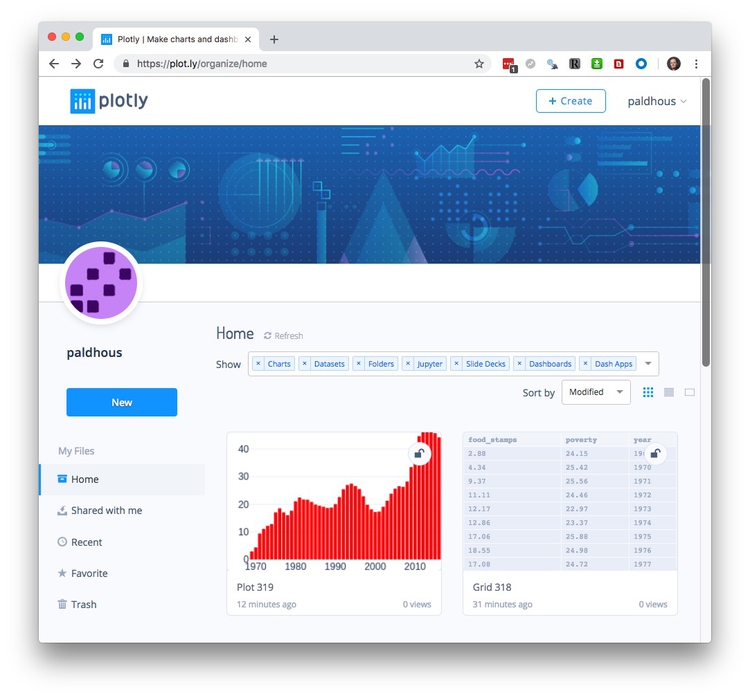 Plotly | Make charts and dashb
https://plot.ly/organize/home
1
plotly
+ Create
paldhous
paldhous
New
My Files
Home
Shared with me
Recent
Favorite
Trash
Home
Refresh
Show × Charts × Datasets × Folders × Jupyter × Slide Decks × Dashboards × Dash Apps
Sort by Modified
40
30
20
10
0
1970 1980 1990 2000 2010
Plot 319
12 minutes ago 0 views
food_stamps poverty year
2.88 24.15
4.34 25.42 1970
9.37 25.56 1971
11.11 24.46 1972
12.17 22.97 1973
12.86 23.37 1974
17.06 25.88 1975
18.55 24.98 1976
17.08 24.72 1977
Grid 318
31 minutes ago 0 views